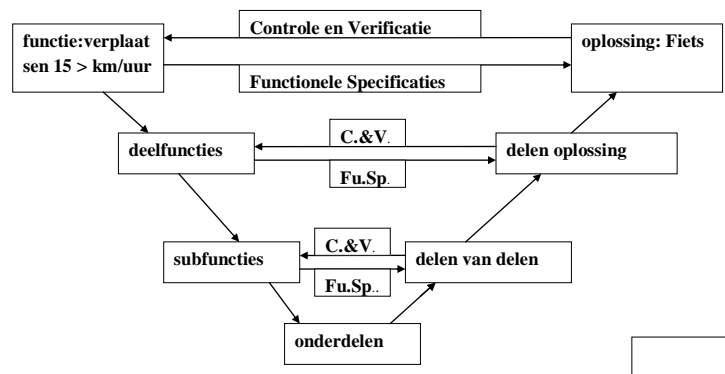 Controle en Verificatie
functie:verplaat
sen 15 > km/uur
oplossing: Fiets
Functionele Specificaties
C.&V.
deelfuncties
delen oplossing
Fu.Sp.
C.&V.
subfuncties
delen van delen
Fu.Sp..
onderdelen